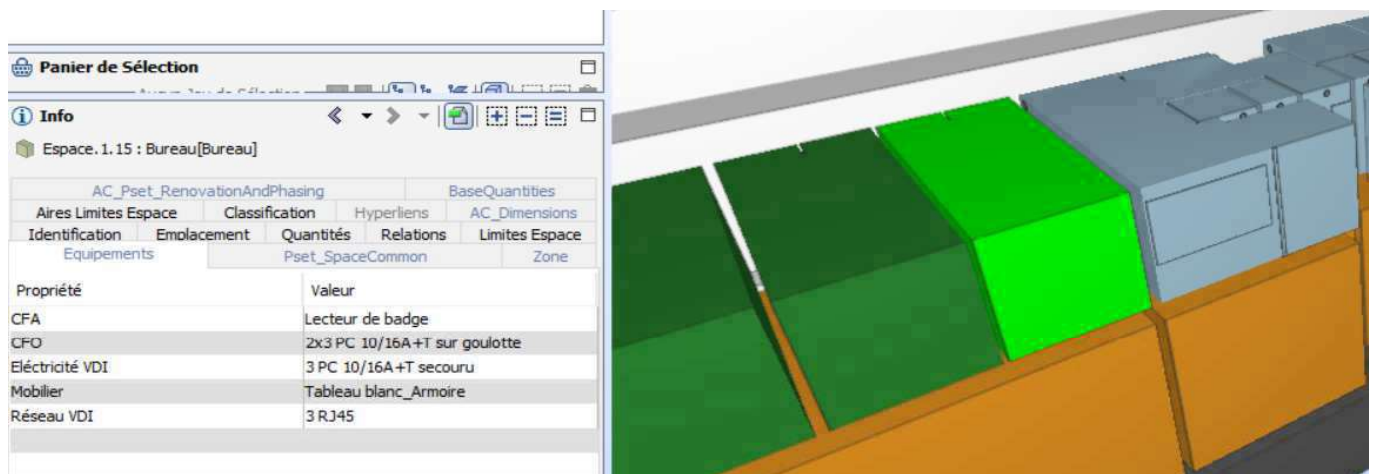 Panier de Sélection
Info
Espace.1.15 : Bureau[Bureau]
AC_Pset_RenovationAndPhasing BaseQuantities
Aires Limites Espace Classification Hyperliens AC_Dimensions
Identification Emplacement Quantités Relations Limites Espace
Equipements Pset_SpaceCommon Zone
Propriété Valeur
CFA Lecteur de badge
CFO 2x3 PC 10/16A+T sur goulotte
Eléctricité VDI 3 PC 10/16A+T secouru
Mobilier Tableau blanc_Armoire
Réseau VDI 3 RJ45